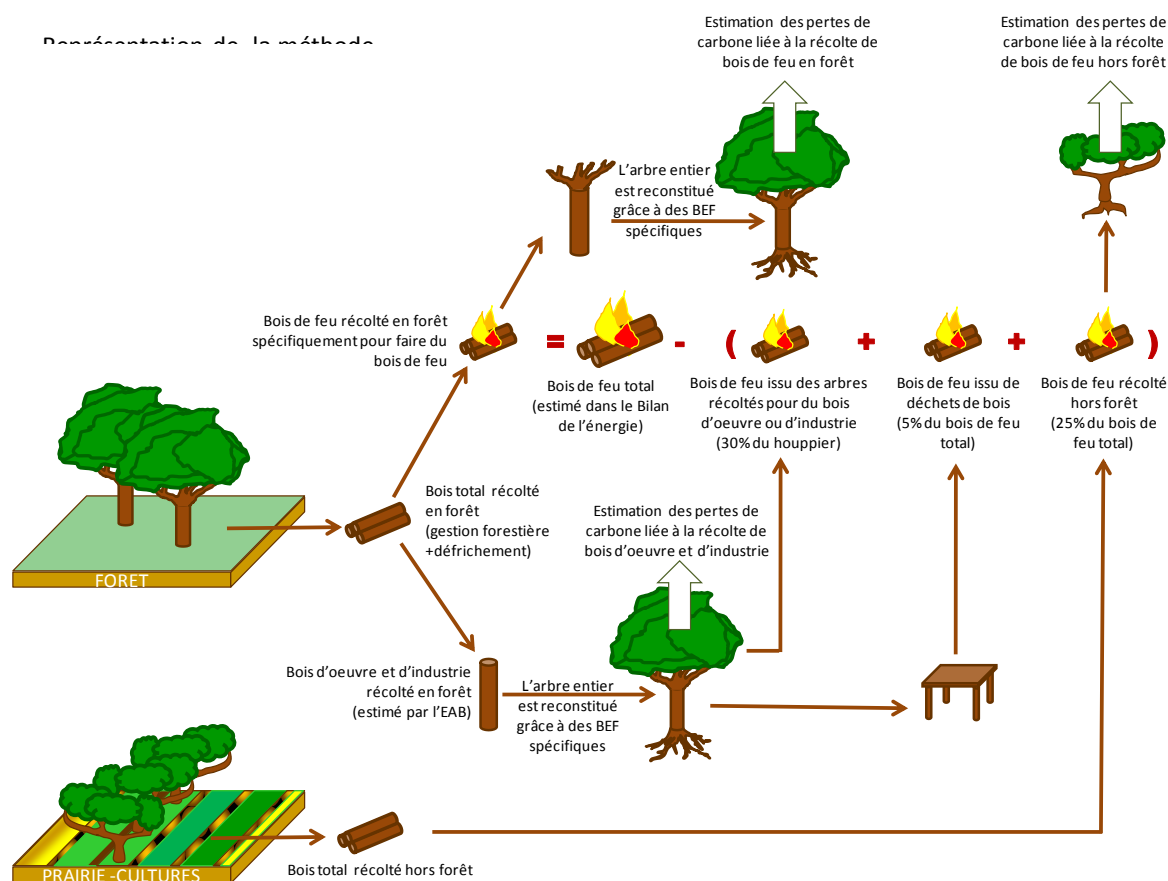 Représentation de la méthode
Estimation des pertes de
carbone liée à la récolte de
bois de feu en forêt
Estimation des pertes de
carbone liée à la récolte
de bois de feu hors forêt
L'arbre entier
est reconstitué
grâce à des BEF
spécifiques
Bois de feu récolté en forêt
spécifiquement pour faire du
bois de feu
=
-
(
+
+
)
Bois de feu total
(estimé dans le Bilan
de l'énergie)
Bois de feu issu des arbres
récoltés pour du bois
d'oeuvre ou d'industrie
(30% du houppier)
Bois de feu issu de
déchets de bois
(5% du bois de feu
total)
Bois de feu récolté
hors forêt
(25% du bois de
feu total)
Bois total récolté
en forêt
(gestion forestière
+défrichement)
Estimation des pertes de
carbone liée à la récolte de
bois d'oeuvre et d'industrie
FORET
Bois d'oeuvre et d'industrie
récolté en forêt
(estimé par l'EAB)
L'arbre entier
est reconstitué
grâce à des BEF
spécifiques
Bois total récolté hors forêt
PRAIRIE -CULTURES